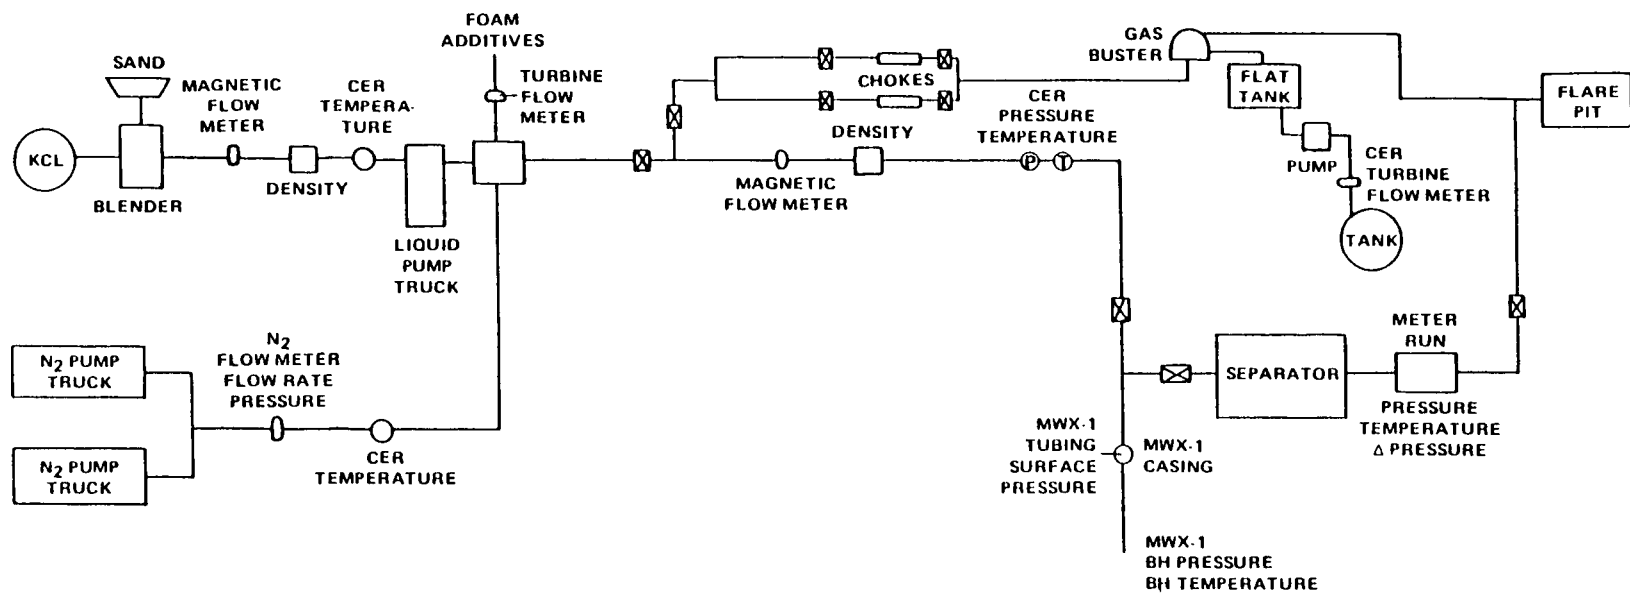 FOAM
ADDITIVES
SAND
MAGNETIC
FLOW
METER
CER
TEMPERA-
TURE
TURBINE
FLOW
METER
KCL
BLENDER
DENSITY
LIQUID
PUMP
TRUCK
CHOKES
GAS
BUSTER
FLAT
TANK
FLARE
PIT
CER
PRESSURE
TEMPERATURE
DENSITY
MAGNETIC
FLOW METER
P
T
PUMP
CER
TURBINE
FLOW METER
TANK
N2 PUMP
TRUCK
N2
FLOW METER
FLOW RATE
PRESSURE
N2 PUMP
TRUCK
CER
TEMPERATURE
SEPARATOR
METER
RUN
PRESSURE
TEMPERATURE
Δ PRESSURE
MWX-1
TUBING
SURFACE
PRESSURE
MWX-1
CASING
MWX-1
BH PRESSURE
BH TEMPERATURE